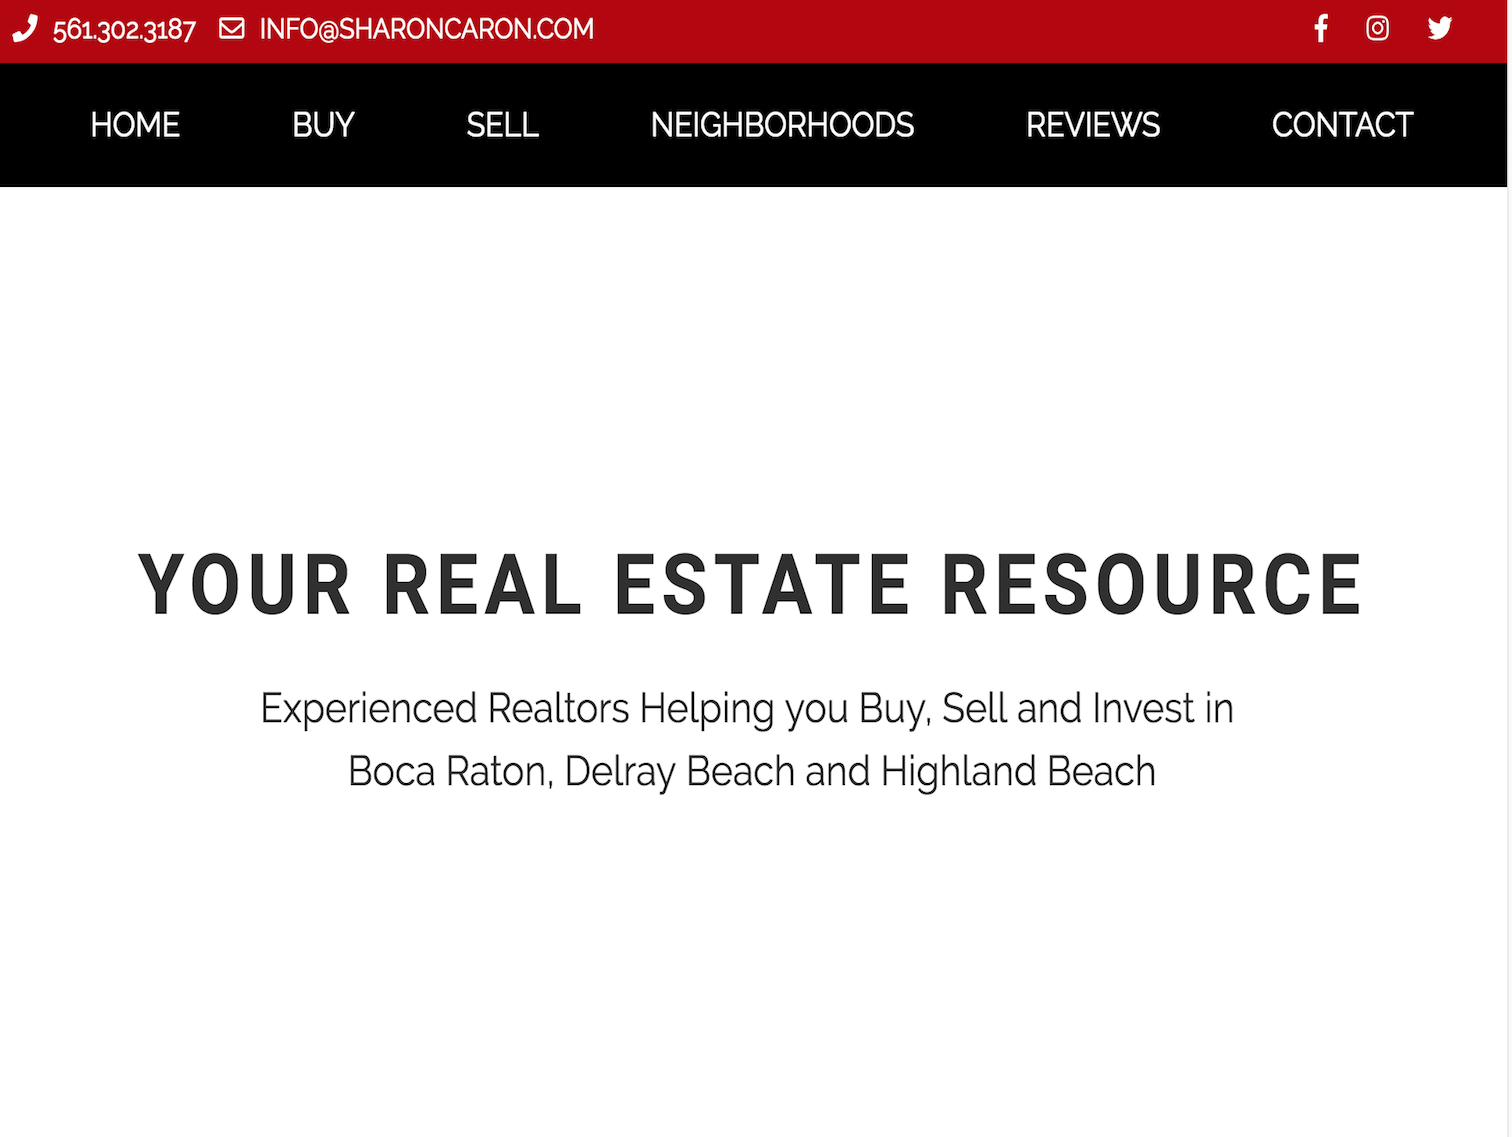 561.302.3187 INFO@SHARONCARON.COM
HOME BUY SELL NEIGHBORHOODS REVIEWS CONTACT
YOUR REAL ESTATE RESOURCE
Experienced Realtors Helping you Buy, Sell and Invest in
Boca Raton, Delray Beach and Highland Beach